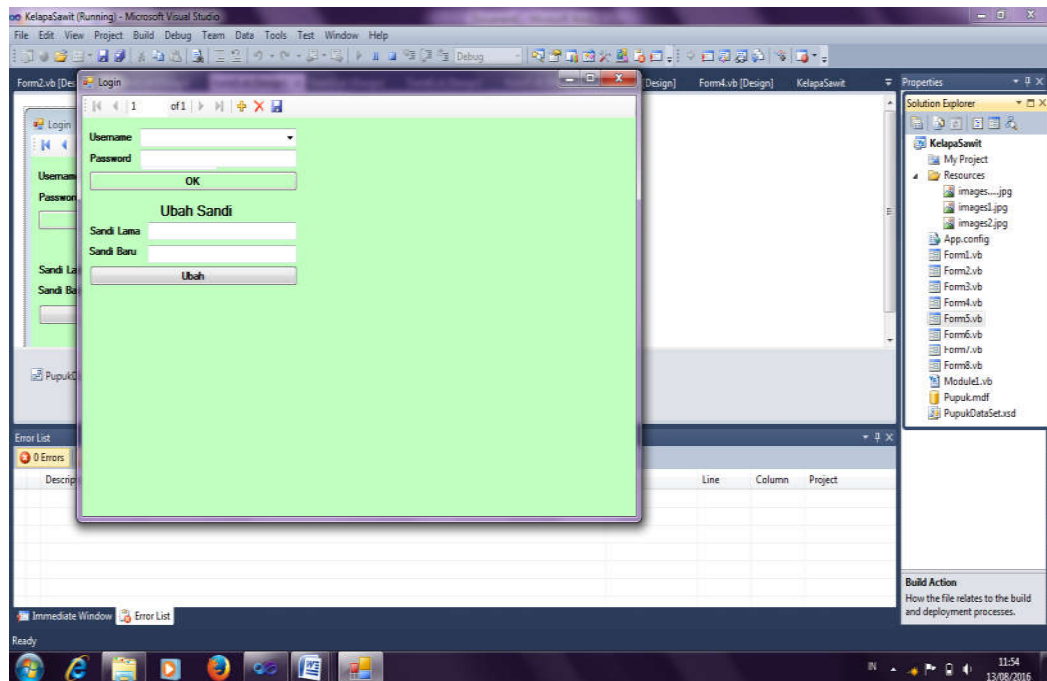 KelapaSawit (Running) - Microsoft Visual Studio
File Edit View Project Build Debug Team Data Tools Test Window Help
Debug
Form2.vb [Des
[Design] Form4.vb [Design] KelapaSawit
Login
1 of 1
Username
Password
OK
Ubah Sandi
Sandi Lama
Sandi Baru
Ubah
Login
Usernam
Passwor
Sandi La
Sandi Ba
PupukD
Properties
Solution Explorer
KelapaSawit
My Project
Resources
images....jpg
images1.jpg
images2.jpg
App.config
Form1.vb
Form2.vb
Form3.vb
Form4.vb
Form5.vb
Form6.vb
Form7.vb
Form8.vb
Module1.vb
Pupuk.mdf
PupukDataSet.xsd
Error List
0 Errors
Descrip
Line Column Project
Build Action
How the file relates to the build
and deployment processes.
Immediate Window Error List
Ready
IN
11:54
13/08/2016